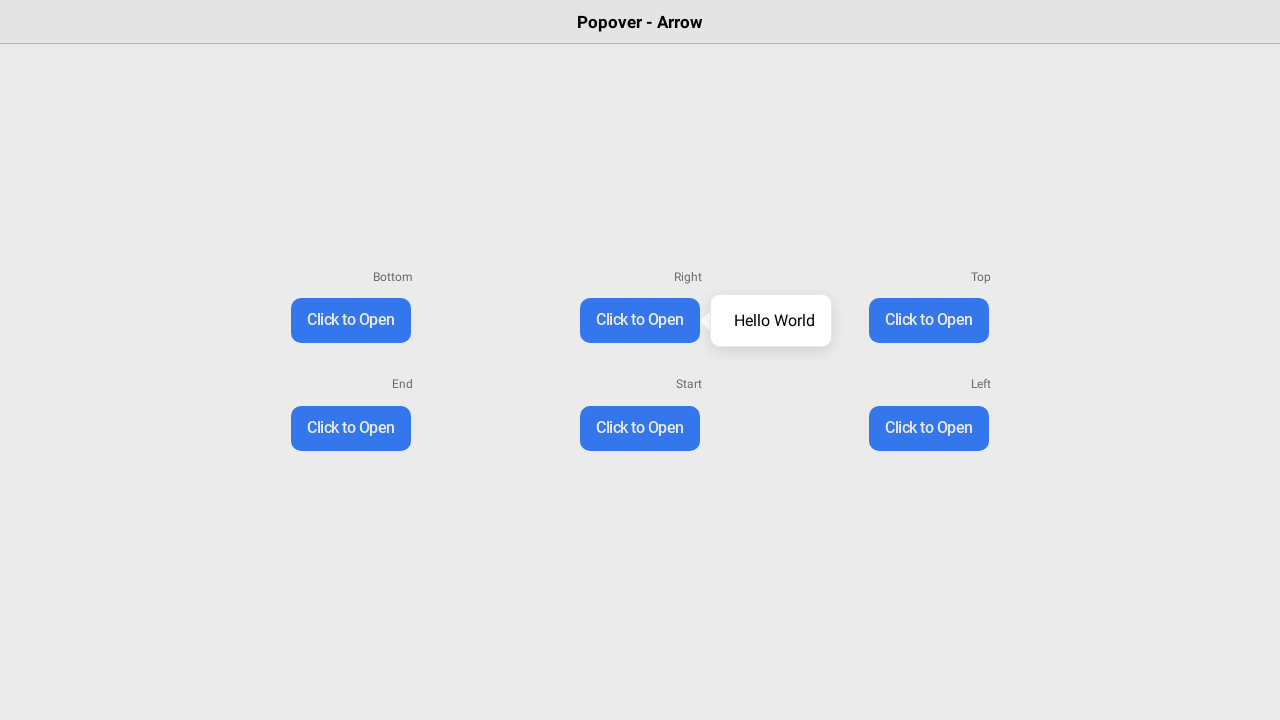 Popover - Arrow
Bottom
Right
Top
Click to Open
Click to Open
Hello World
Click to Open
End
Start
Left
Click to Open
Click to Open
Click to Open